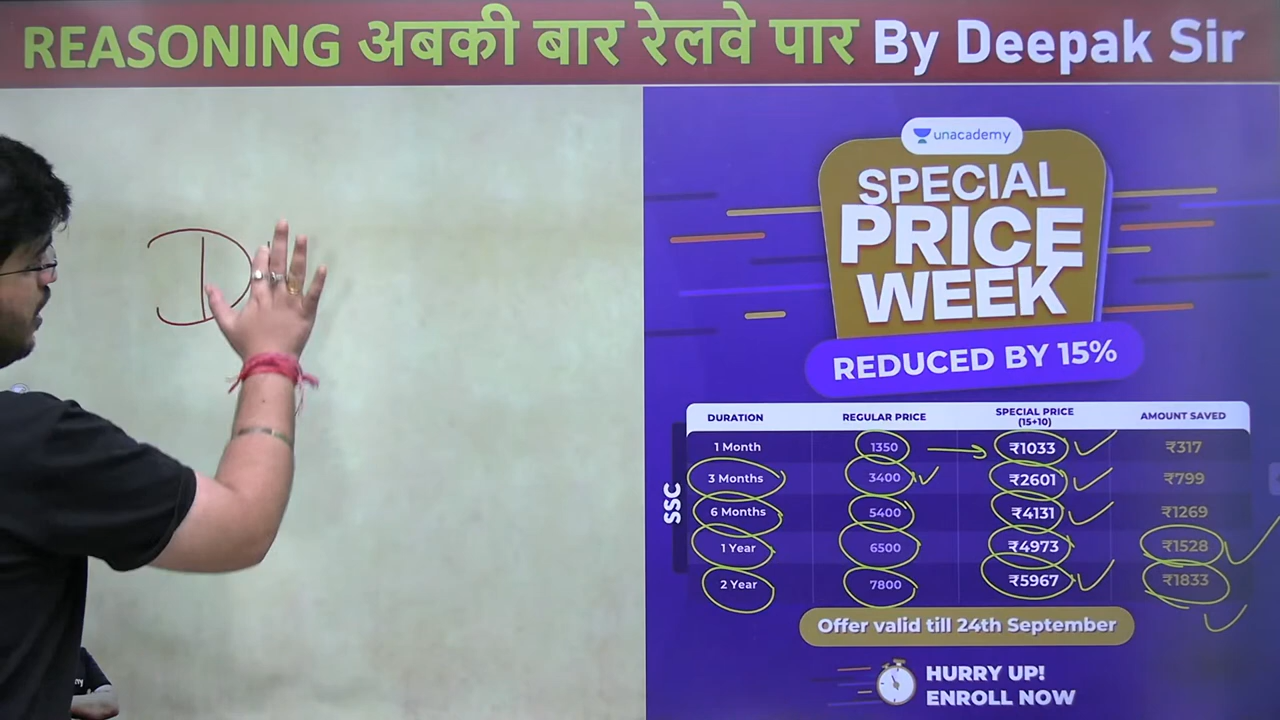 REASONING अबकी बार रेलवे पार By Deepak Sir
D
unacademy
SPECIAL
PRICE
WEEK
REDUCED BY 15%
SSC
DURATION REGULAR PRICE SPECIAL PRICE (15+10) AMOUNT SAVED
1 Month 1350 ₹1033 ₹317
3 Months 3400 ₹2601 ₹799
6 Months 5400 ₹4131 ₹1269
1 Year 6500 ₹4973 ₹1528
2 Year 7800 ₹5967 ₹1833
Offer valid till 24th September
HURRY UP!
ENROLL NOW